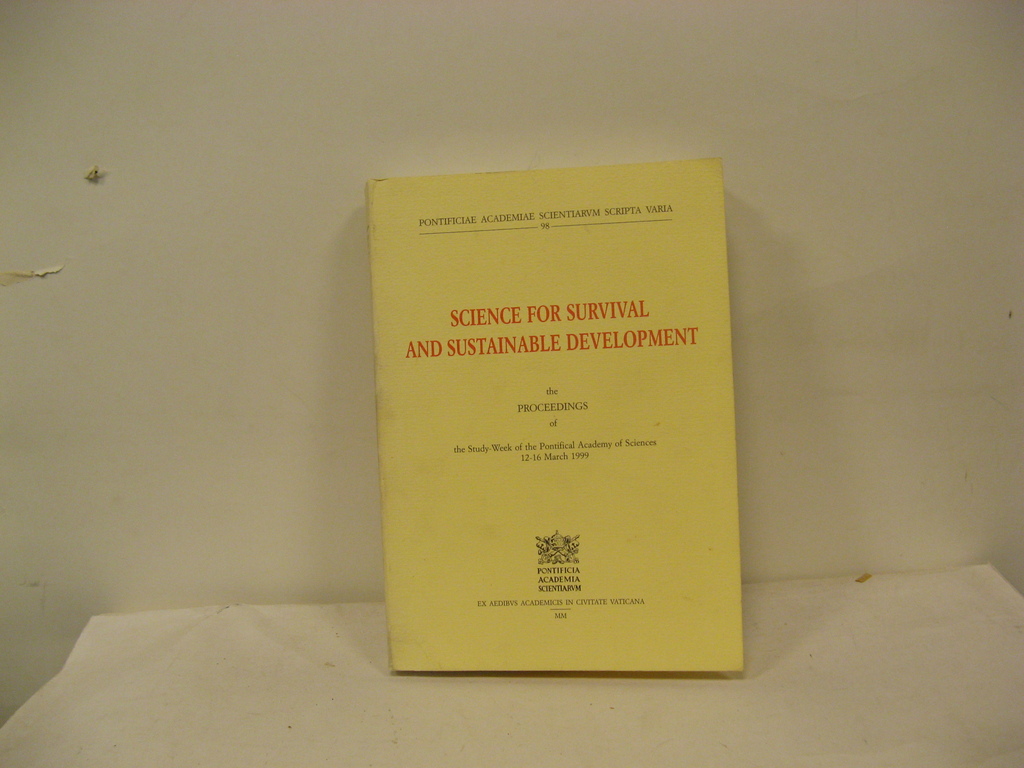 PONTIFICIAE ACADEMIAE SCIENTIARVM SCRIPTA VARIA
98
SCIENCE FOR SURVIVAL
AND SUSTAINABLE DEVELOPMENT
the
PROCEEDINGS
of
the Study-Week of the Pontifical Academy of Sciences
12-16 March 1999
PONTIFICIA
ACADEMIA
SCIENTIARVM
EX AEDIBVS ACADEMICIS IN CIVITATE VATICANA
MM